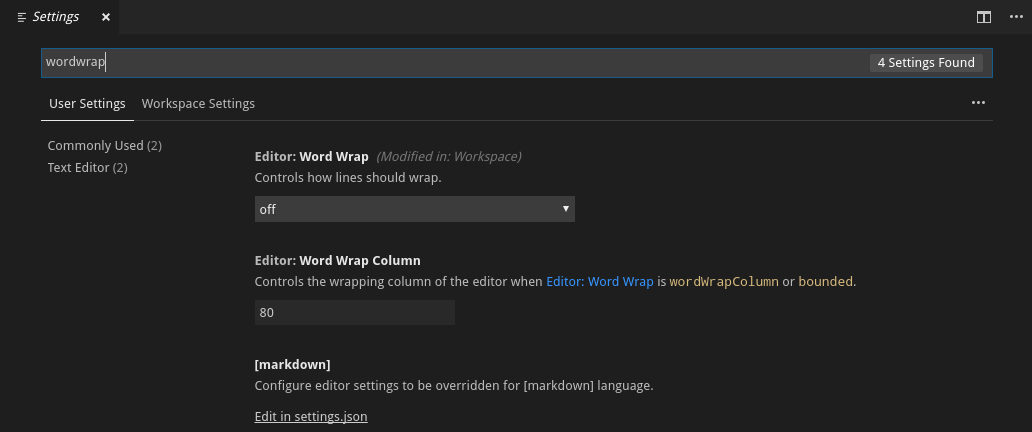 Settings
wordwrap
4 Settings Found
User Settings Workspace Settings
Commonly Used (2)
Text Editor (2)
Editor: Word Wrap (Modified in: Workspace)
Controls how lines should wrap.
off
Editor: Word Wrap Column
Controls the wrapping column of the editor when Editor: Word Wrap is wordWrapColumn or bounded.
80
[markdown]
Configure editor settings to be overridden for [markdown] language.
Edit in settings.json